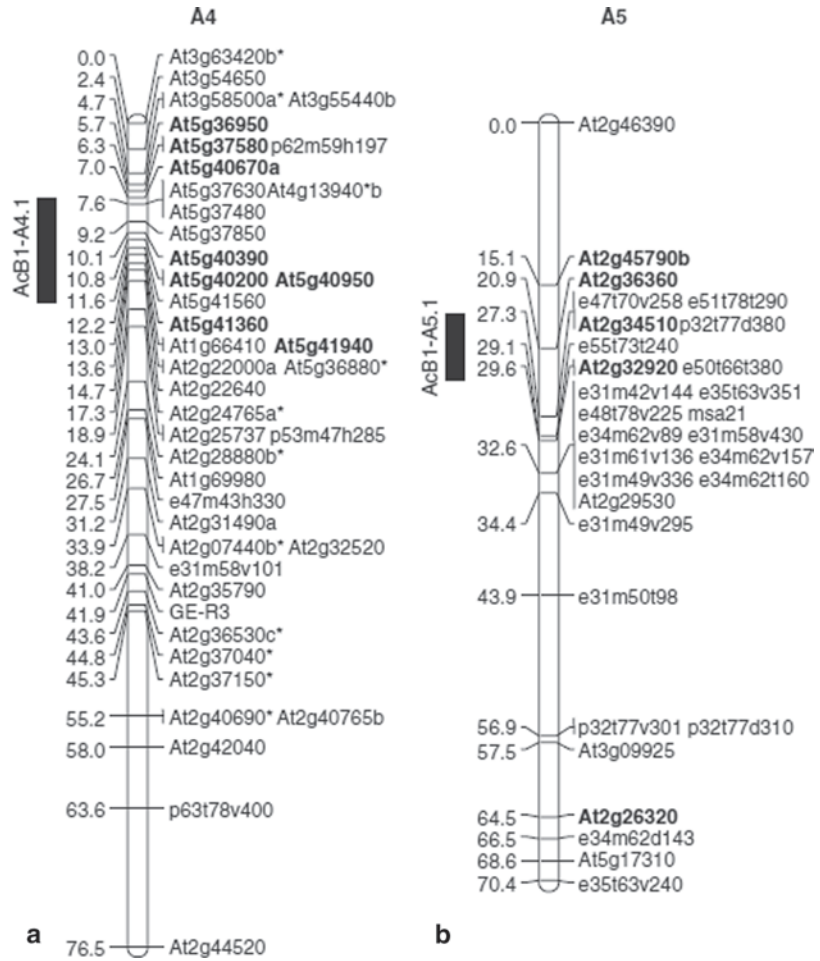 A4
AcB1-A4.1
0.0 At3g63420b*
2.4 At3g54650
4.7 At3g58500a* At3g55440b
5.7 At5g36950
6.3 At5g37580 p62m59h197
7.0 At5g40670a
At5g37630 At4g13940*b
7.6
At5g37480
9.2 At5g37850
10.1 At5g40390
10.8 At5g40200 At5g40950
11.6 At5g41560
12.2 At5g41360
13.0 At1g66410 At5g41940
13.6 At2g22000a At5g36880*
14.7 At2g22640
17.3 At2g24765a*
18.9 At2g25737 p53m47h285
24.1 At2g28880b*
26.7 At1g69980
27.5 e47m43h330
31.2 At2g31490a
33.9 At2g07440b* At2g32520
38.2 e31m58v101
41.0 At2g35790
41.9 GE-R3
43.6 At2g36530c*
44.8 At2g37040*
45.3 At2g37150*
55.2 At2g40690* At2g40765b
58.0 At2g42040
63.6 p63t78v400
76.5 At2g44520
a
A5
AcB1-A5.1
0.0 At2g46390
15.1 At2g45790b
20.9 At2g36360
e47t70v258 e51t78t290
27.3 At2g34510 p32t77d380
29.1 e55t73t240
29.6 At2g32920 e50t66t380
e31m42v144 e35t63v351
e48t78v225 msa21
e34m62v89 e31m58v430
32.6 e31m61v136 e34m62v157
e31m49v336 e34m62t160
At2g29530
34.4 e31m49v295
43.9 e31m50t98
56.9 p32t77v301 p32t77d310
57.5 At3g09925
64.5 At2g26320
66.5 e34m62d143
68.6 At5g17310
70.4 e35t63v240
b